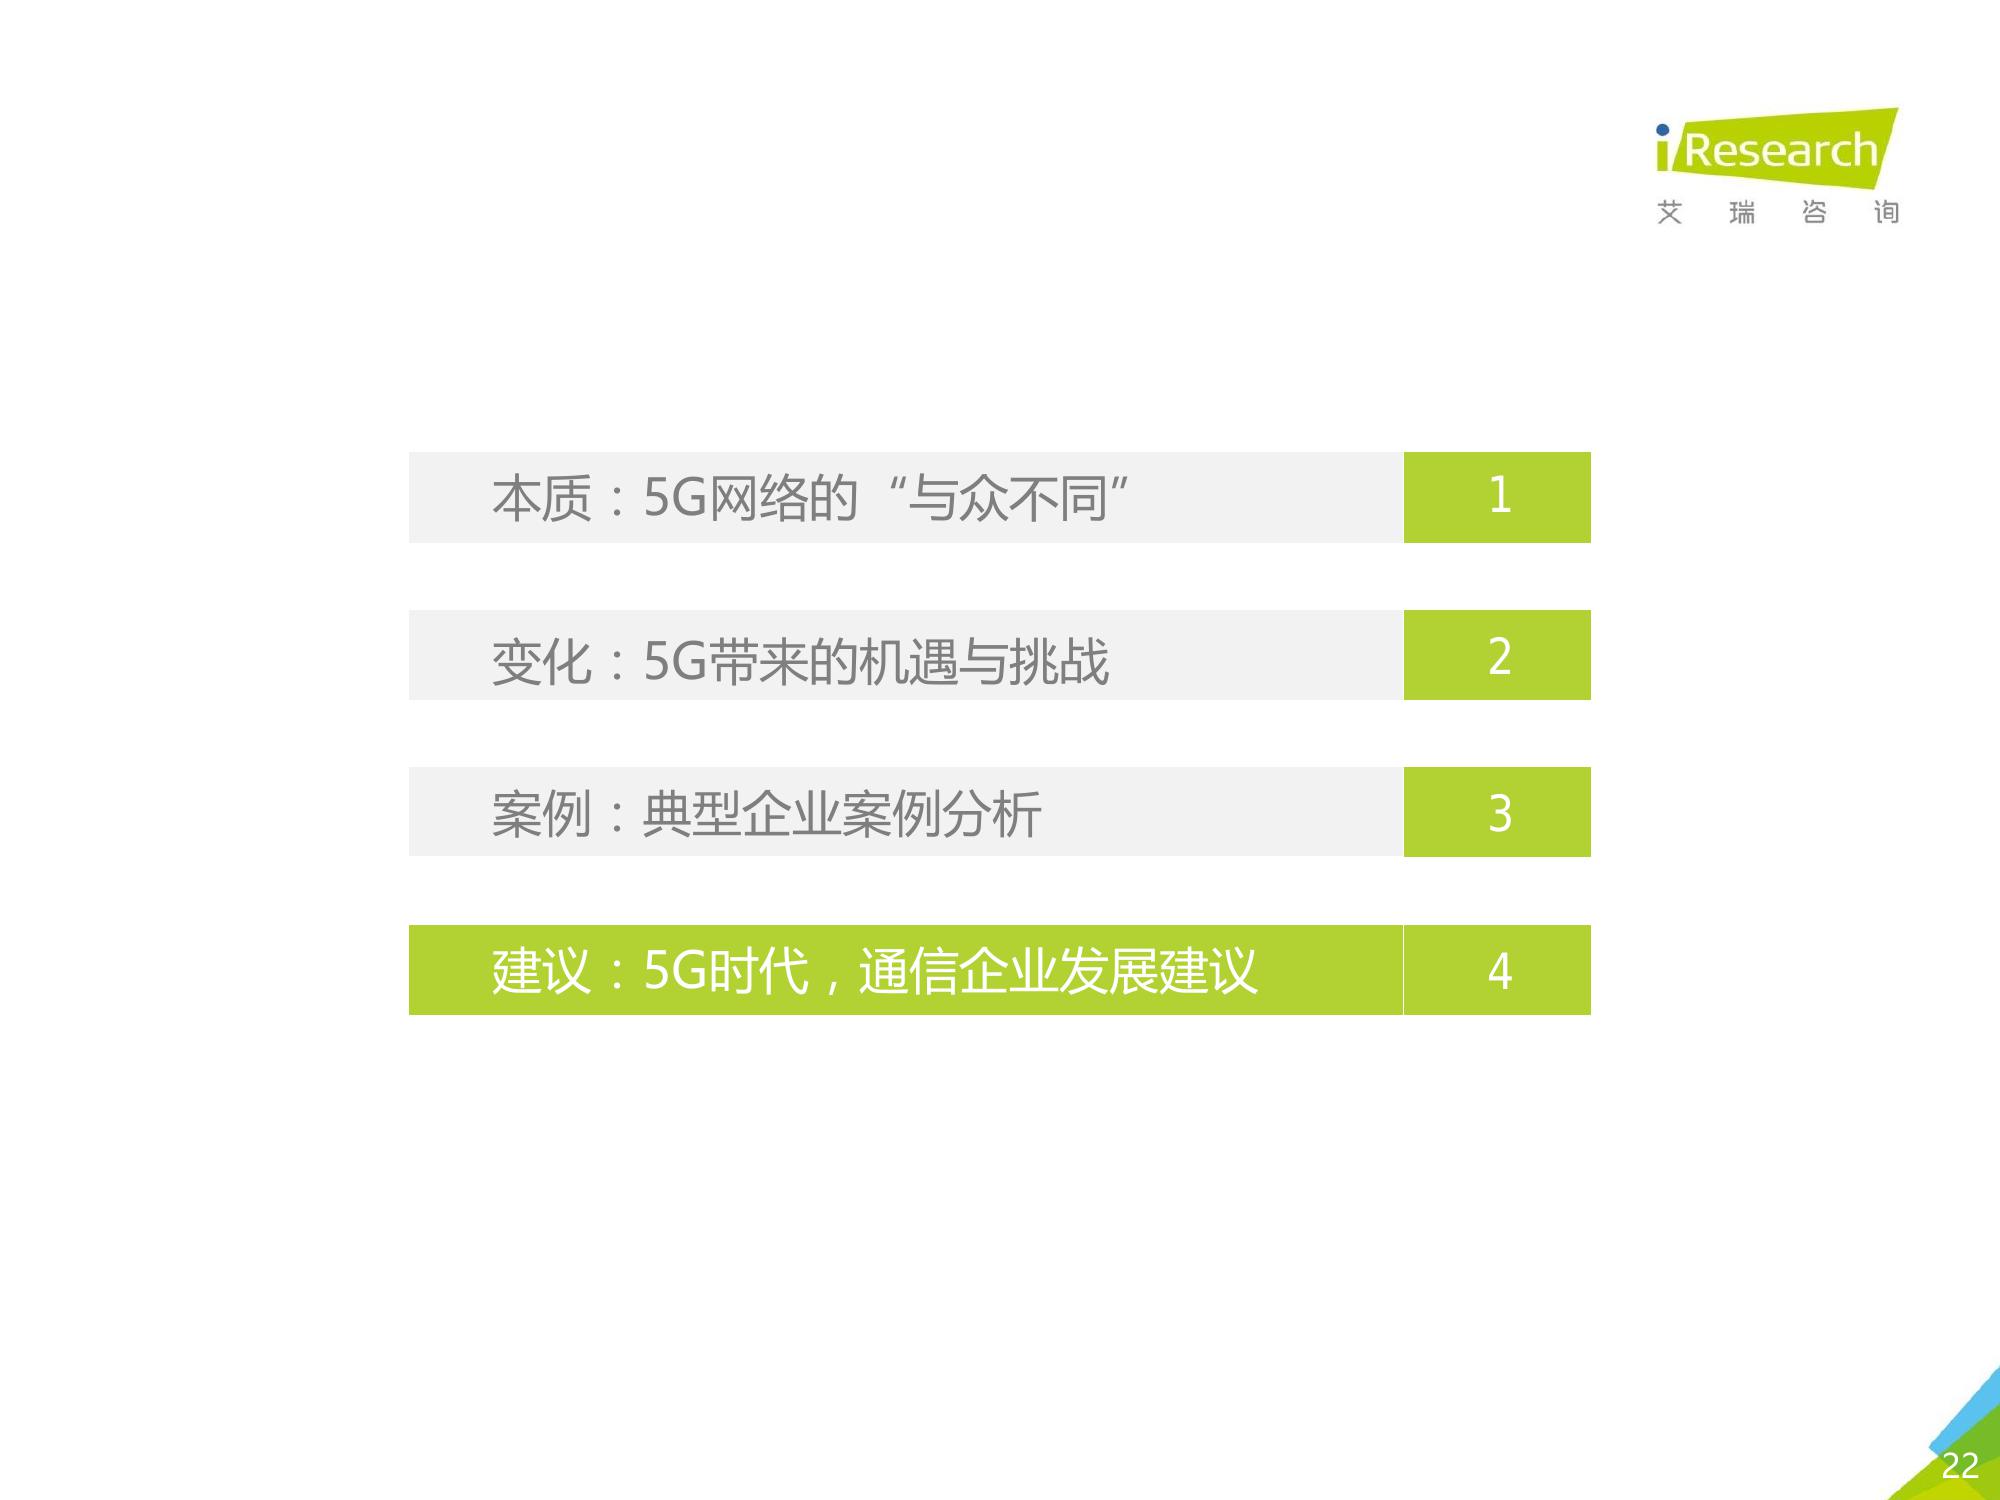 iResearch
艾瑞咨询
本质：5G网络的“与众不同” 1
变化：5G带来的机遇与挑战 2
案例：典型企业案例分析 3
建议：5G时代，通信企业发展建议 4
22